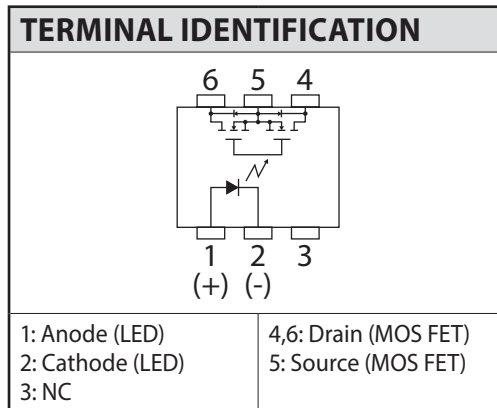 TERMINAL IDENTIFICATION
6 5 4
1 2 3
(+) (-)
1: Anode (LED)
2: Cathode (LED)
3: NC
4,6: Drain (MOS FET)
5: Source (MOS FET)